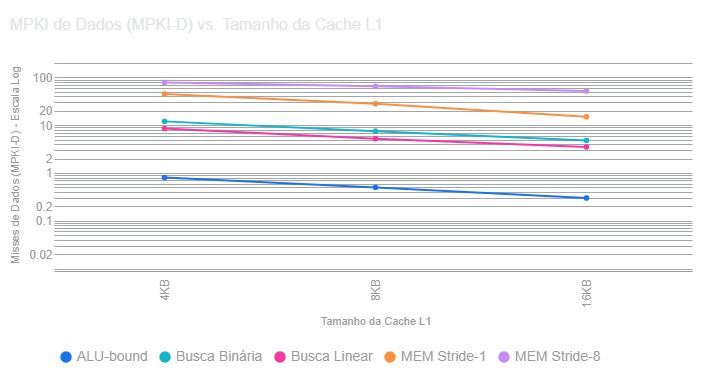 MPKI de Dados (MPKI-D) vs. Tamanho da Cache L1
Misses de Dados (MPKI-D) - Escala Log
100
20
10
2
1
0.2
0.1
0.02
4KB
8KB
16KB
Tamanho da Cache L1
ALU-bound
Busca Binária
Busca Linear
MEM Stride-1
MEM Stride-8